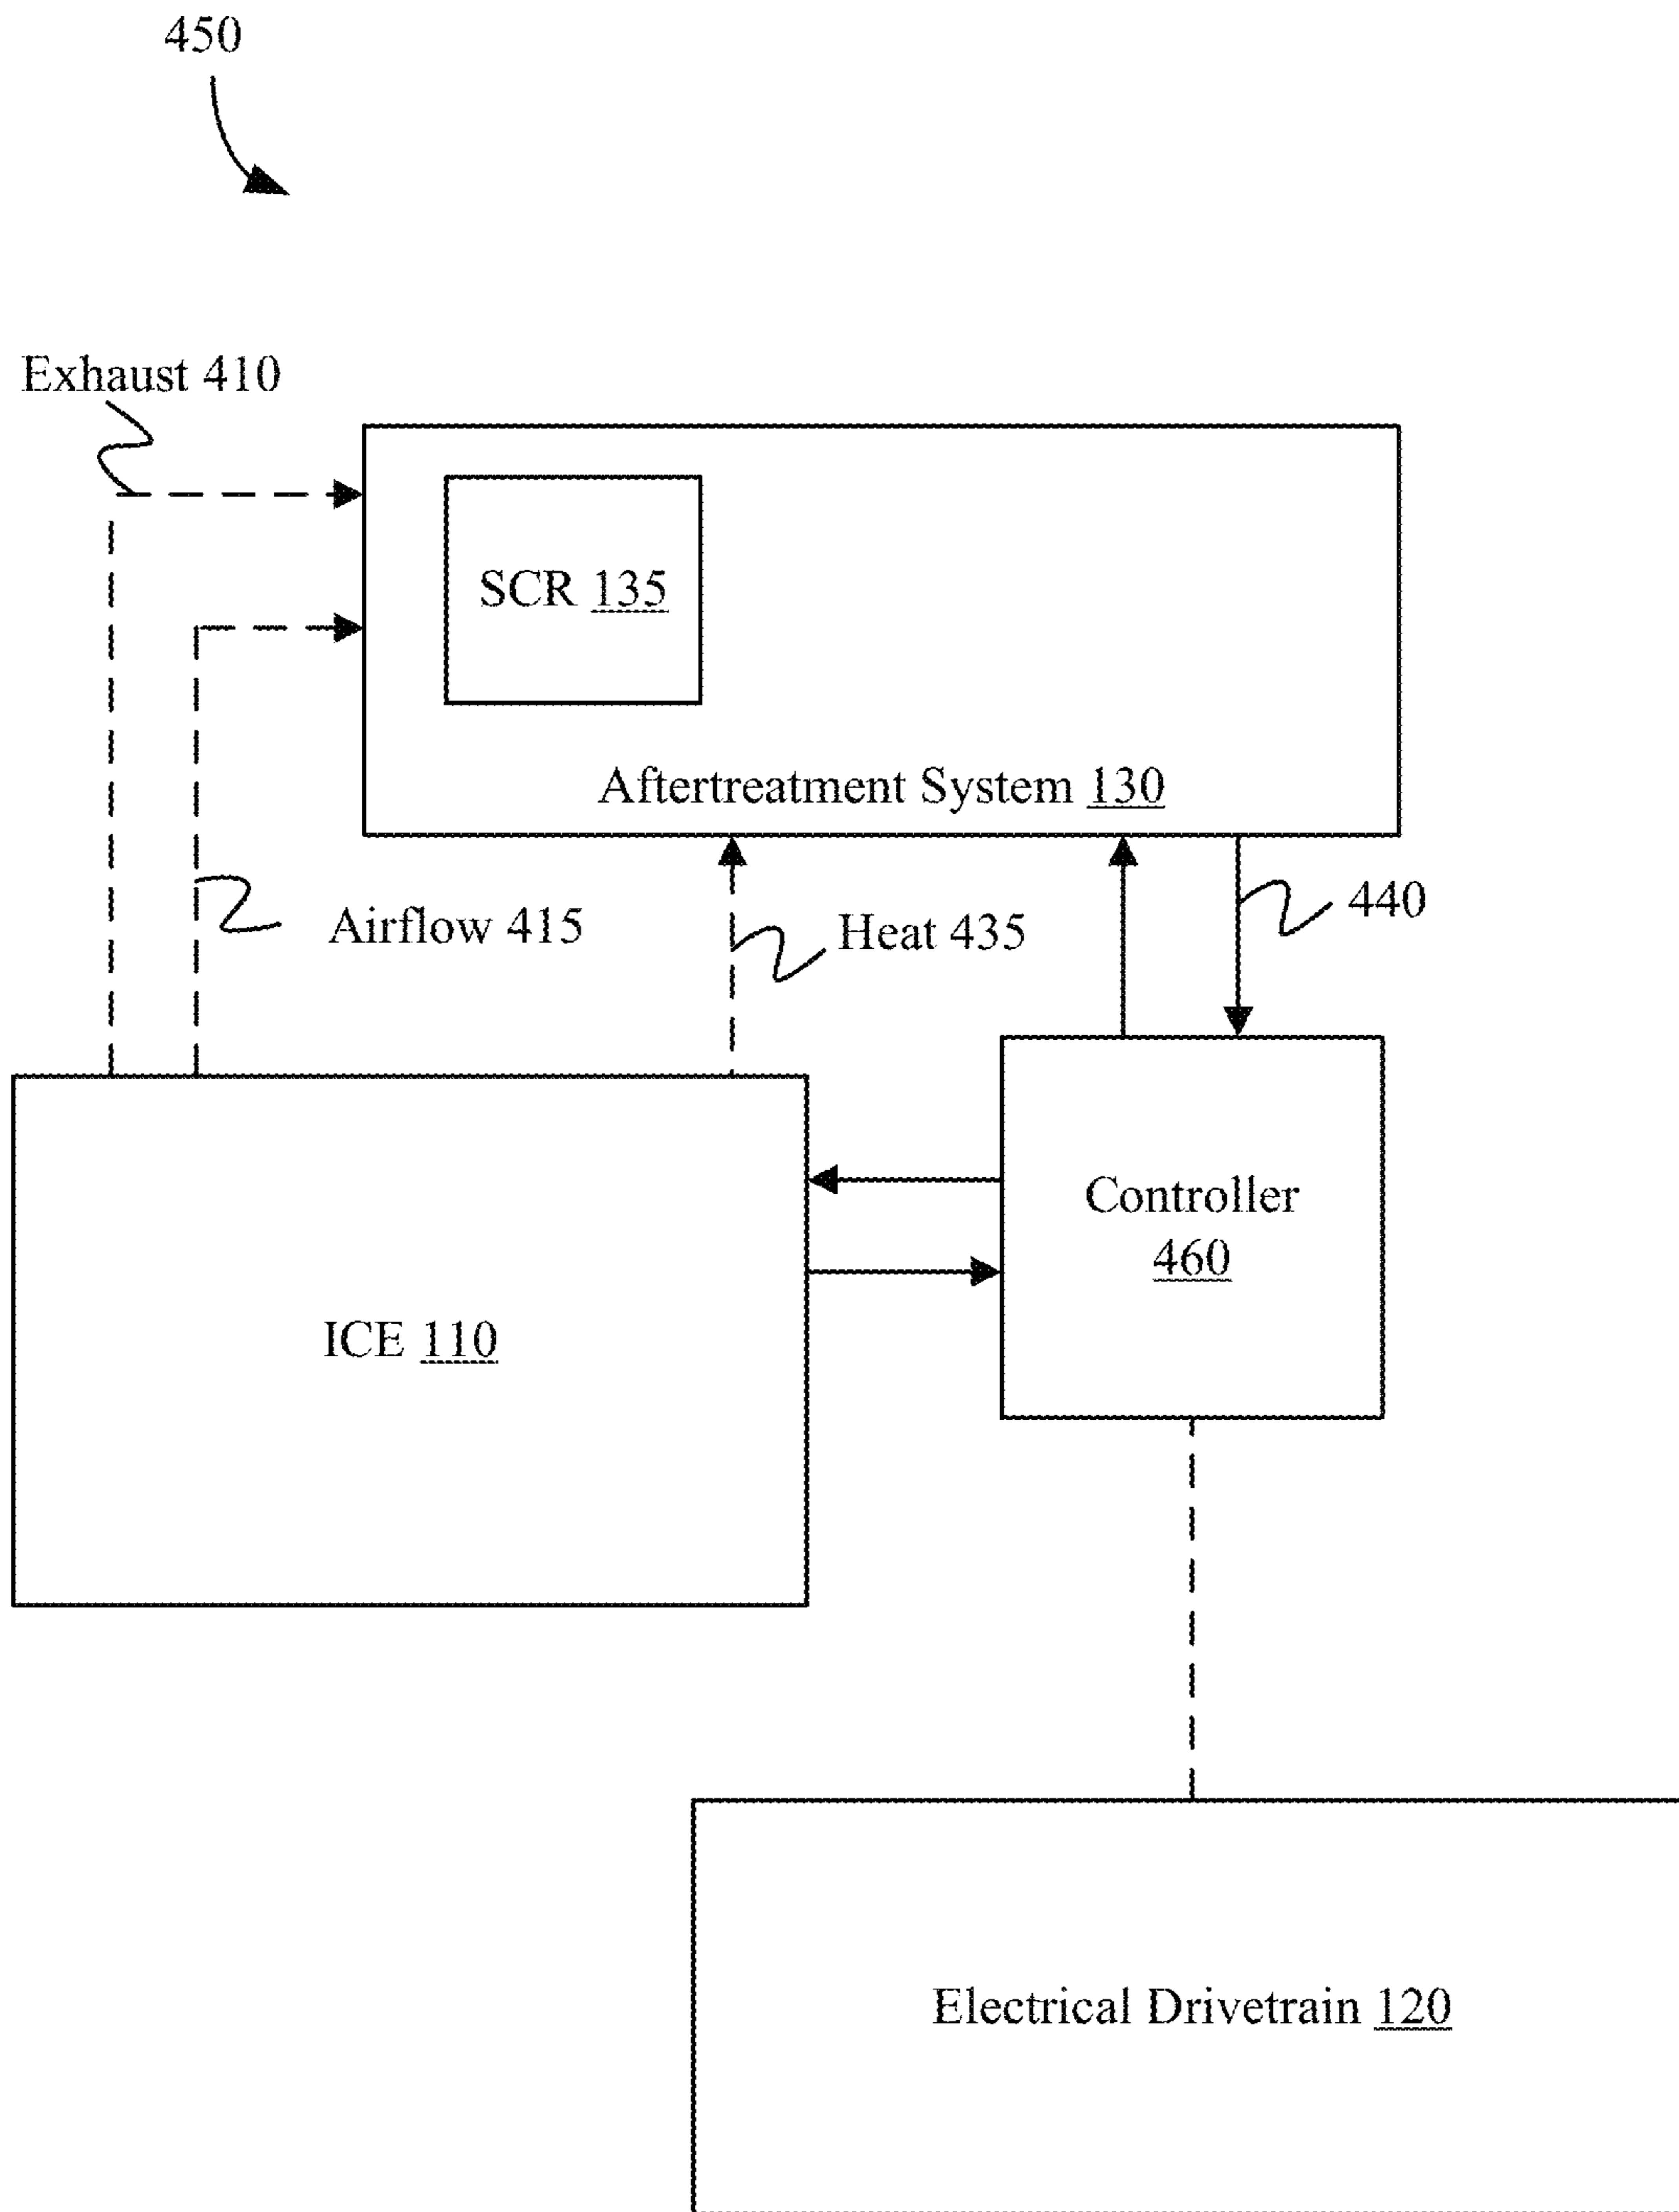 450
Exhaust 410
SCR 135
Aftertreatment System 130
Airflow 415
Heat 435
440
Controller
460
ICE 110
Electrical Drivetrain 120